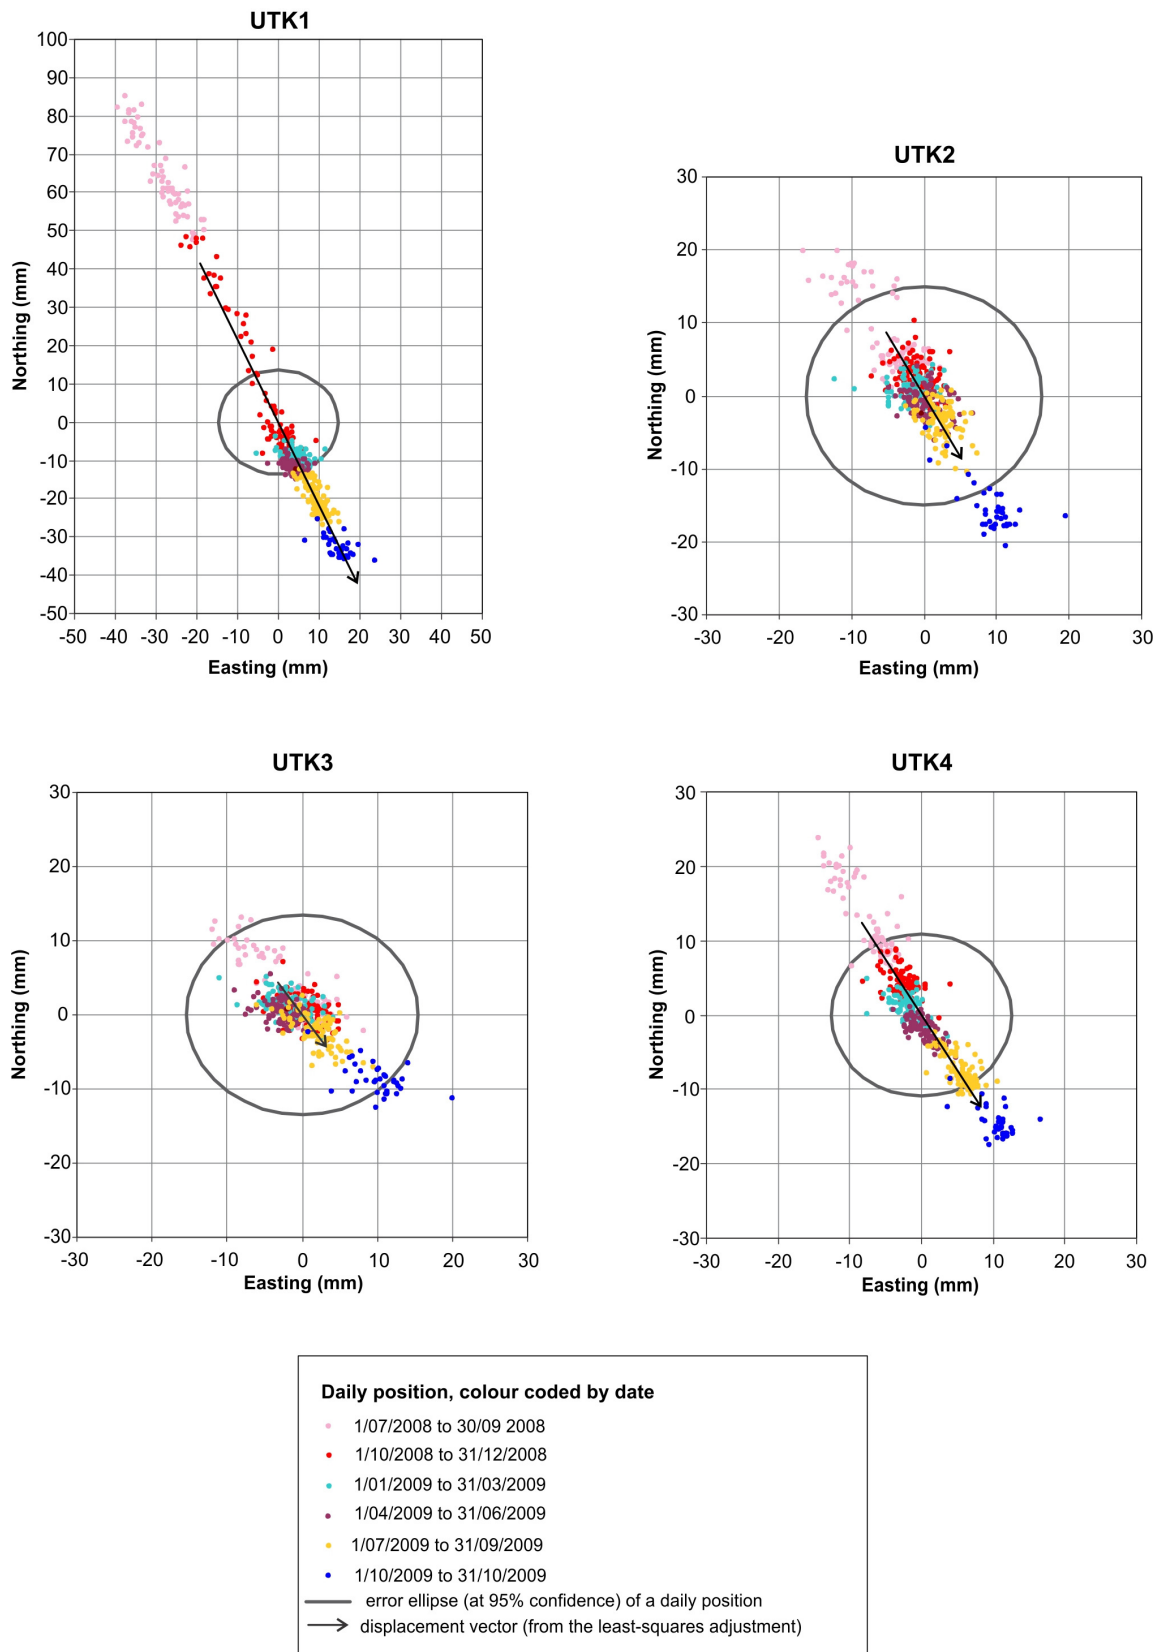 UTK1
100
90
80
70
60
50
40
30
20
10
0
-10
-20
-30
-40
-50
-50 -40 -30 -20 -10 0 10 20 30 40 50
Northing (mm)
Easting (mm)
UTK2
30
20
10
0
-10
-20
-30
-30 -20 -10 0 10 20 30
Northing (mm)
Easting (mm)
UTK3
30
20
10
0
-10
-20
-30
-30 -20 -10 0 10 20 30
Northing (mm)
Easting (mm)
UTK4
30
20
10
0
-10
-20
-30
-30 -20 -10 0 10 20 30
Northing (mm)
Easting (mm)
Daily position, colour coded by date
1/07/2008 to 30/09 2008
1/10/2008 to 31/12/2008
1/01/2009 to 31/03/2009
1/04/2009 to 31/06/2009
1/07/2009 to 31/09/2009
1/10/2009 to 31/10/2009
error ellipse (at 95% confidence) of a daily position
displacement vector (from the least-squares adjustment)